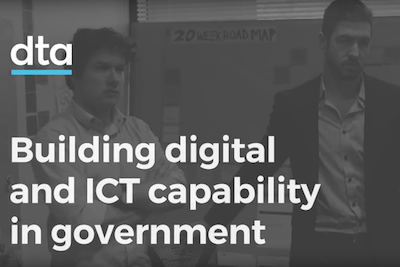 dta
20 WEEK ROAD MAP
Building digital
and ICT capability
in government